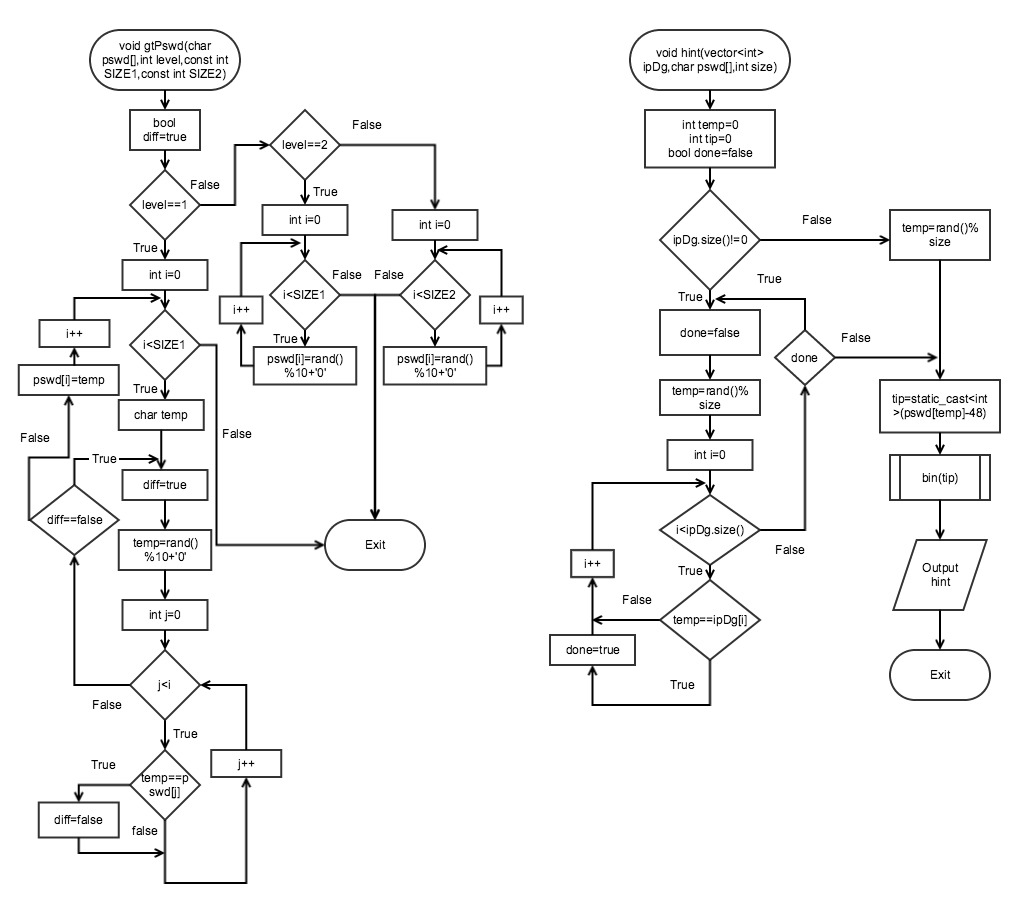 void gtPswd(char
pswd[],int level,const int
SIZE1,const int SIZE2)
bool
diff=true
level==1
False
True
int i=0
i++
i<SIZE1
pswd[i]=temp
True
char temp
False
False
True
diff=true
diff==false
temp=rand()
%10+'0'
int j=0
j<i
False
True
temp==p
swd[j]
True
j++
diff=false
false
level==2
False
True
int i=0
int i=0
i<SIZE1
False
False
i<SIZE2
i++
i++
True
pswd[i]=rand()
%10+'0'
pswd[i]=rand()
%10+'0'
Exit
void hint(vector<int>
ipDg,char pswd[],int size)
int temp=0
int tip=0
bool done=false
ipDg.size()!=0
False
temp=rand()%
size
True
True
done=false
done
False
temp=rand()%
size
int i=0
i<ipDg.size()
False
True
i++
temp==ipDg[i]
False
done=true
True
tip=static_cast<int
>(pswd[temp]-48)
bin(tip)
Output
hint
Exit